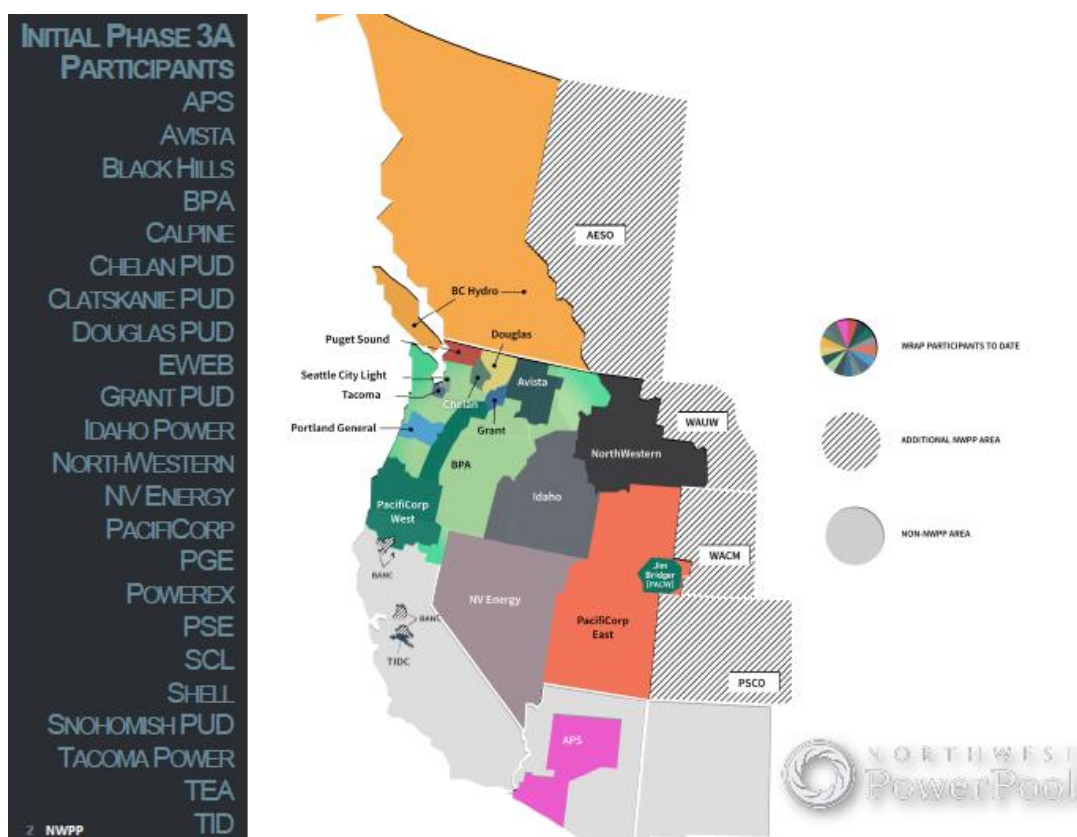 INITIAL PHASE 3A
PARTICIPANTS
APS
AVISTA
BLACK HILLS
BPA
CALPINE
CHELAN PUD
CLATSKANIE PUD
DOUGLAS PUD
EWEB
GRANT PUD
IDAHO POWER
NORTHWESTERN
NV ENERGY
PACIFICORP
PGE
POWEREX
PSE
SCL
SHELL
SNOHOMISH PUD
TACOMA POWER
TEA
TID
2 NWPP
AESO
BC Hydro
Puget Sound
Douglas
Seattle City Light
Tacoma
Chelan
Avista
Grant
Portland General
BPA
NorthWestern
WAUW
Idaho
PacifiCorp
West
BANC
WACM
Jim
Bridger
[PACW]
NV Energy
BANC
TIDC
PacifiCorp
East
PSCO
APS
WRAP PARTICIPANTS TO DATE
ADDITIONAL NWPP AREA
NON-NWPP AREA
NORTHWEST
PowerPool